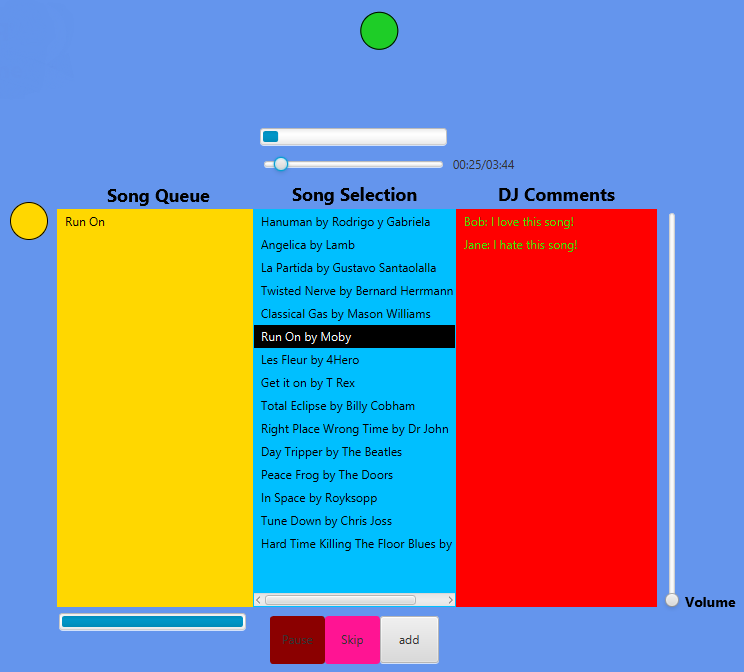 00:25/03:44
Song Queue
Song Selection
DJ Comments
Run On
Hanuman by Rodrigo y Gabriela
Angelica by Lamb
La Partida by Gustavo Santaolalla
Twisted Nerve by Bernard Herrmann
Classical Gas by Mason Williams
Run On by Moby
Les Fleur by 4Hero
Get it on by T Rex
Total Eclipse by Billy Cobham
Right Place Wrong Time by Dr John
Day Tripper by The Beatles
Peace Frog by The Doors
In Space by Royksopp
Tune Down by Chris Joss
Hard Time Killing The Floor Blues by
Bob: I love this song!
Jane: I hate this song!
Volume
Pause
Skip
add